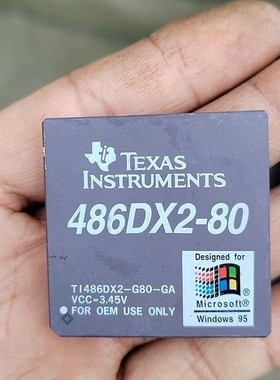 TEXAS
INSTRUMENTS
486DX2-80
TI486DX2-G80-GA
VCC=3.45V
FOR OEM USE ONLY
Designed for
Microsoft®
Windows 95